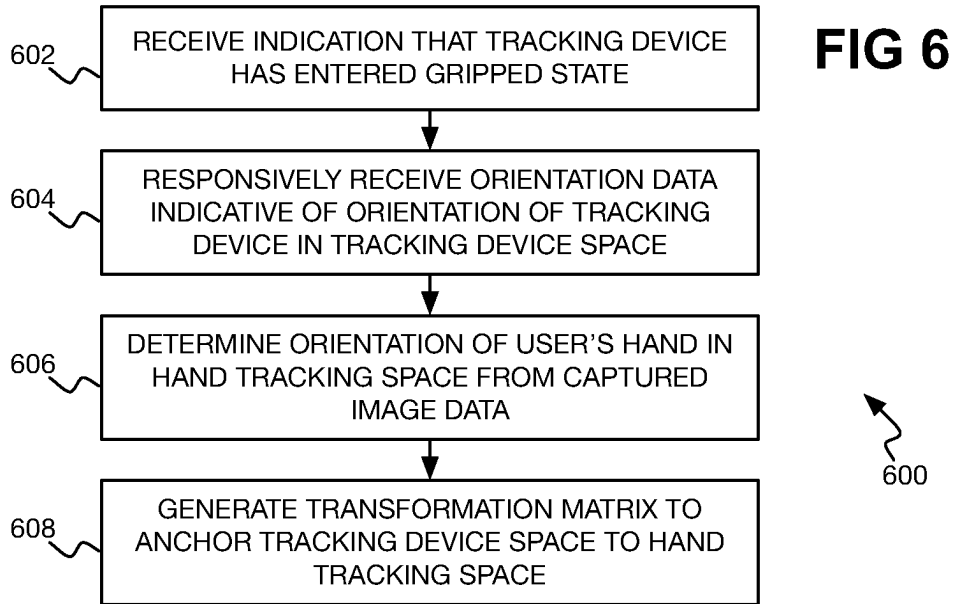 FIG 6
602
RECEIVE INDICATION THAT TRACKING DEVICE
HAS ENTERED GRIPPED STATE
604
RESPONSIVELY RECEIVE ORIENTATION DATA
INDICATIVE OF ORIENTATION OF TRACKING
DEVICE IN TRACKING DEVICE SPACE
606
DETERMINE ORIENTATION OF USER'S HAND IN
HAND TRACKING SPACE FROM CAPTURED
IMAGE DATA
600
608
GENERATE TRANSFORMATION MATRIX TO
ANCHOR TRACKING DEVICE SPACE TO HAND
TRACKING SPACE